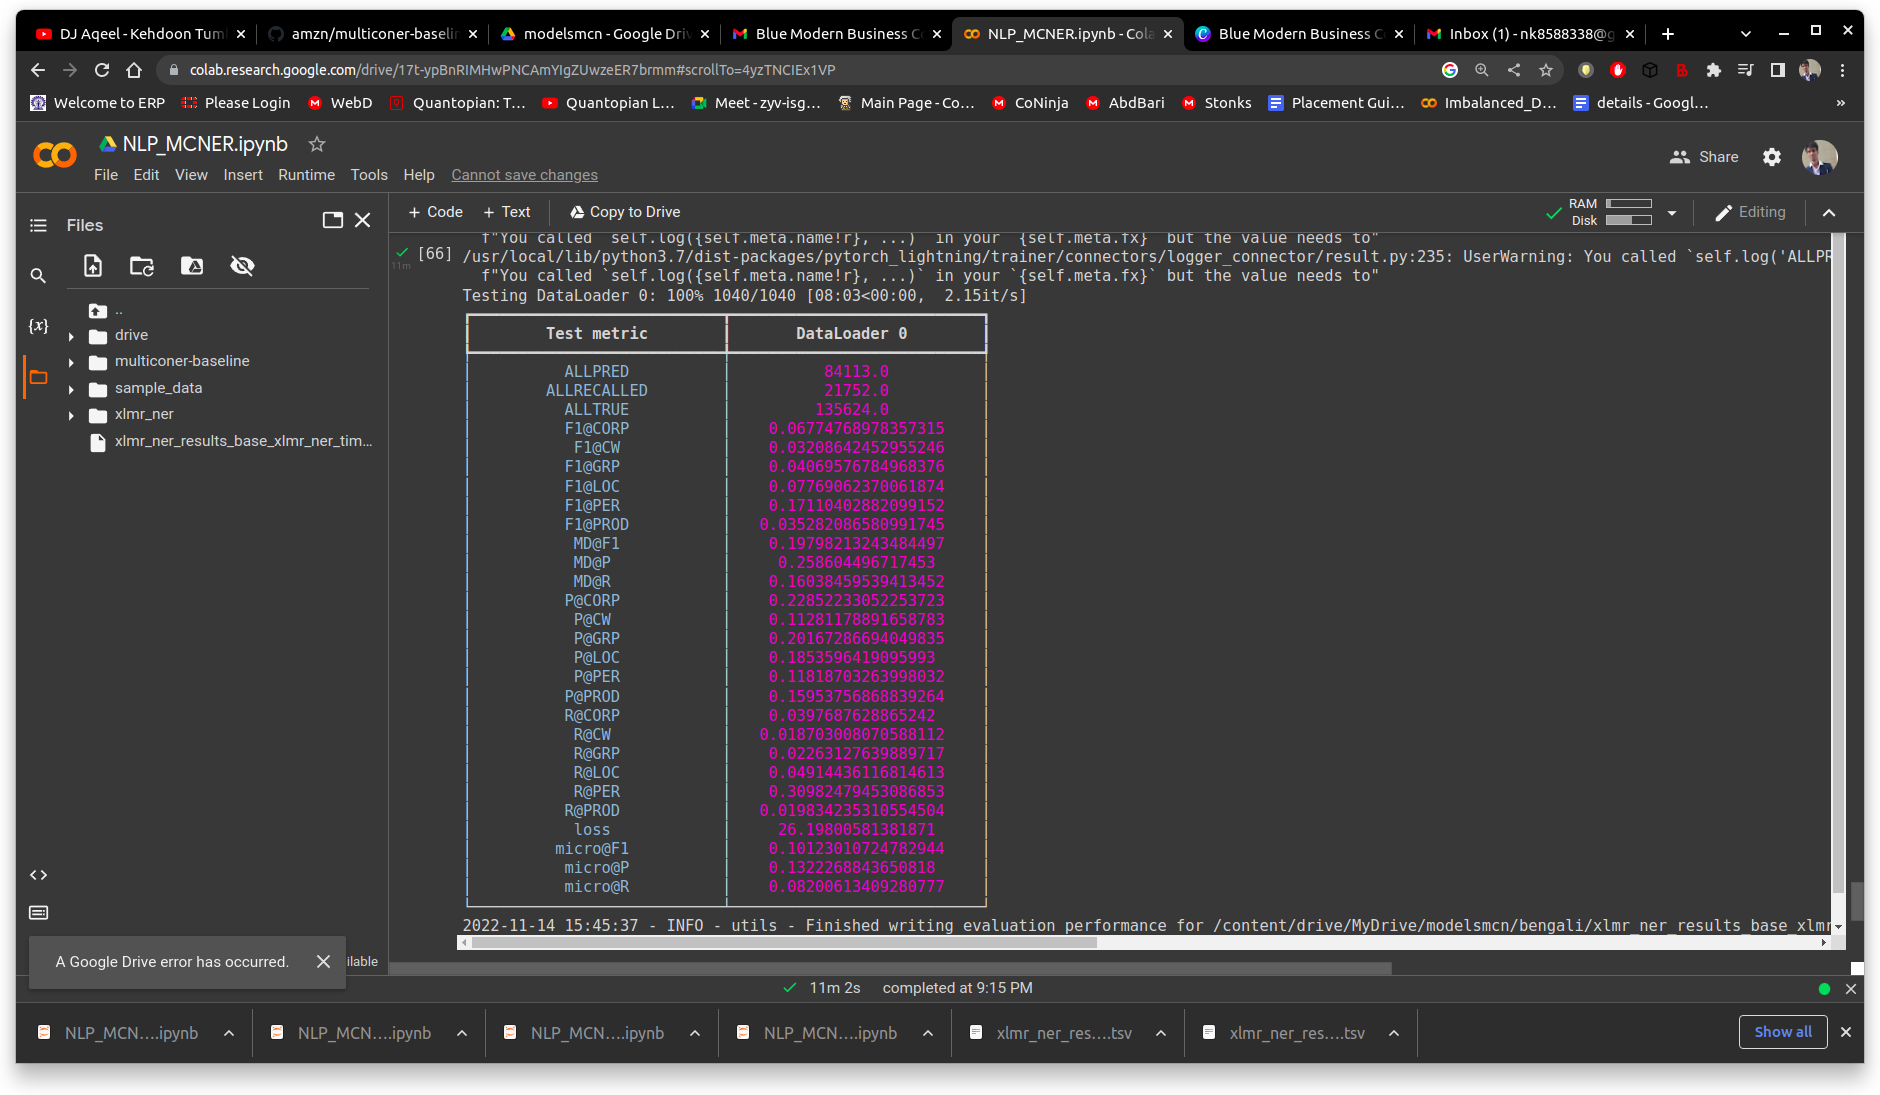 DJ Aqeel - Kehdoon Tum
amzn/multiconer-baselin
modelsmcn - Google Driv
Blue Modern Business C
NLP_MCNER.ipynb - Cola
Blue Modern Business C
Inbox (1) - nk8588338@g
colab.research.google.com/drive/17t-ypBnRIMHwPNCAmYIgZUwzeER7brmm#scrollTo=4yzTNCIEx1VP
Welcome to ERP
Please Login
WebD
Quantopian: T...
Quantopian L...
Meet - zyv-isg...
Main Page - Co...
CoNinja
AbdBari
Stonks
Placement Gui...
Imbalanced_D...
details - Googl...
»
NLP_MCNER.ipynb
File Edit View Insert Runtime Tools Help Cannot save changes
Share
Files
+ Code + Text Copy to Drive
RAM
Disk
Editing
..
drive
multiconer-baseline
sample_data
xlmr_ner
xlmr_ner_results_base_xlmr_ner_tim...
{x}
<>
11m
f"You called `self.log({self.meta.name!r}, ...)` in your `{self.meta.fx}` but the value needs to"
[66] /usr/local/lib/python3.7/dist-packages/pytorch_lightning/trainer/connectors/logger_connector/result.py:235: UserWarning: You called `self.log('ALLPR
f"You called `self.log({self.meta.name!r}, ...)` in your `{self.meta.fx}` but the value needs to"
Testing DataLoader 0: 100% 1040/1040 [08:03<00:00, 2.15it/s]
Test metric DataLoader 0
ALLPRED 84113.0
ALLRECALLED 21752.0
ALLTRUE 135624.0
F1@CORP 0.06774768978357315
F1@CW 0.03208642452955246
F1@GRP 0.04069576784968376
F1@LOC 0.07769062370061874
F1@PER 0.17110402882099152
F1@PROD 0.035282086580991745
MD@F1 0.19798213243484497
MD@P 0.258604496717453
MD@R 0.16038459539413452
P@CORP 0.22852233052253723
P@CW 0.11281178891658783
P@GRP 0.20167286694049835
P@LOC 0.1853596419095993
P@PER 0.11818703263998032
P@PROD 0.15953756868839264
R@CORP 0.0397687628865242
R@CW 0.018703008070588112
R@GRP 0.02263127639889717
R@LOC 0.04914436116814613
R@PER 0.30982479453086853
R@PROD 0.019834235310554504
loss 26.19800581381871
micro@F1 0.10123010724782944
micro@P 0.1322268843650818
micro@R 0.08200613409280777
2022-11-14 15:45:37 - INFO - utils - Finished writing evaluation performance for /content/drive/MyDrive/modelsmcn/bengali/xlmr_ner_results_base_xlmr
A Google Drive error has occurred.
ilable
11m 2s completed at 9:15 PM
NLP_MCN....ipynb
NLP_MCN....ipynb
NLP_MCN....ipynb
NLP_MCN....ipynb
xlmr_ner_res....tsv
xlmr_ner_res....tsv
Show all